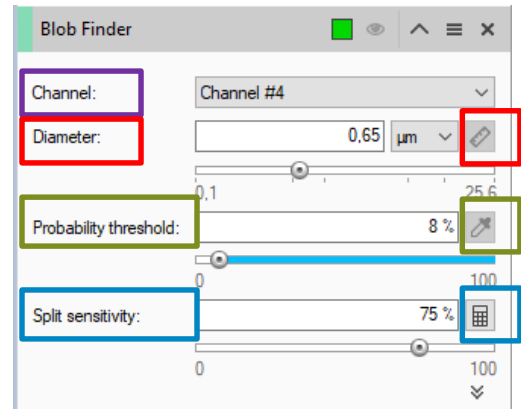 Blob Finder
Channel: Channel #4
Diameter: 0,65 µm
0,1 25,6
Probability threshold: 8 %
0 100
Split sensitivity: 75 %
0 100